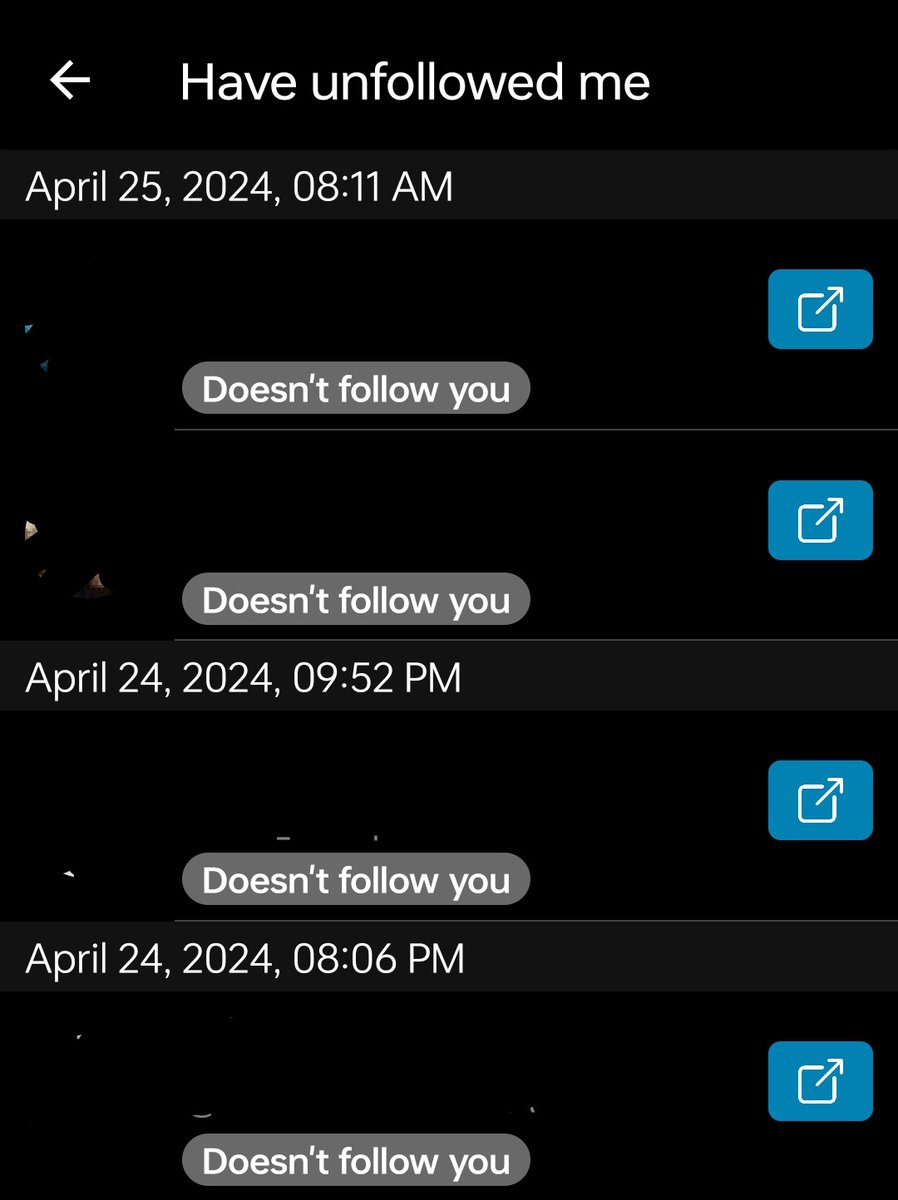 Have unfollowed me
April 25, 2024, 08:11 AM
Doesn't follow you
Doesn't follow you
April 24, 2024, 09:52 PM
Doesn't follow you
April 24, 2024, 08:06 PM
Doesn't follow you